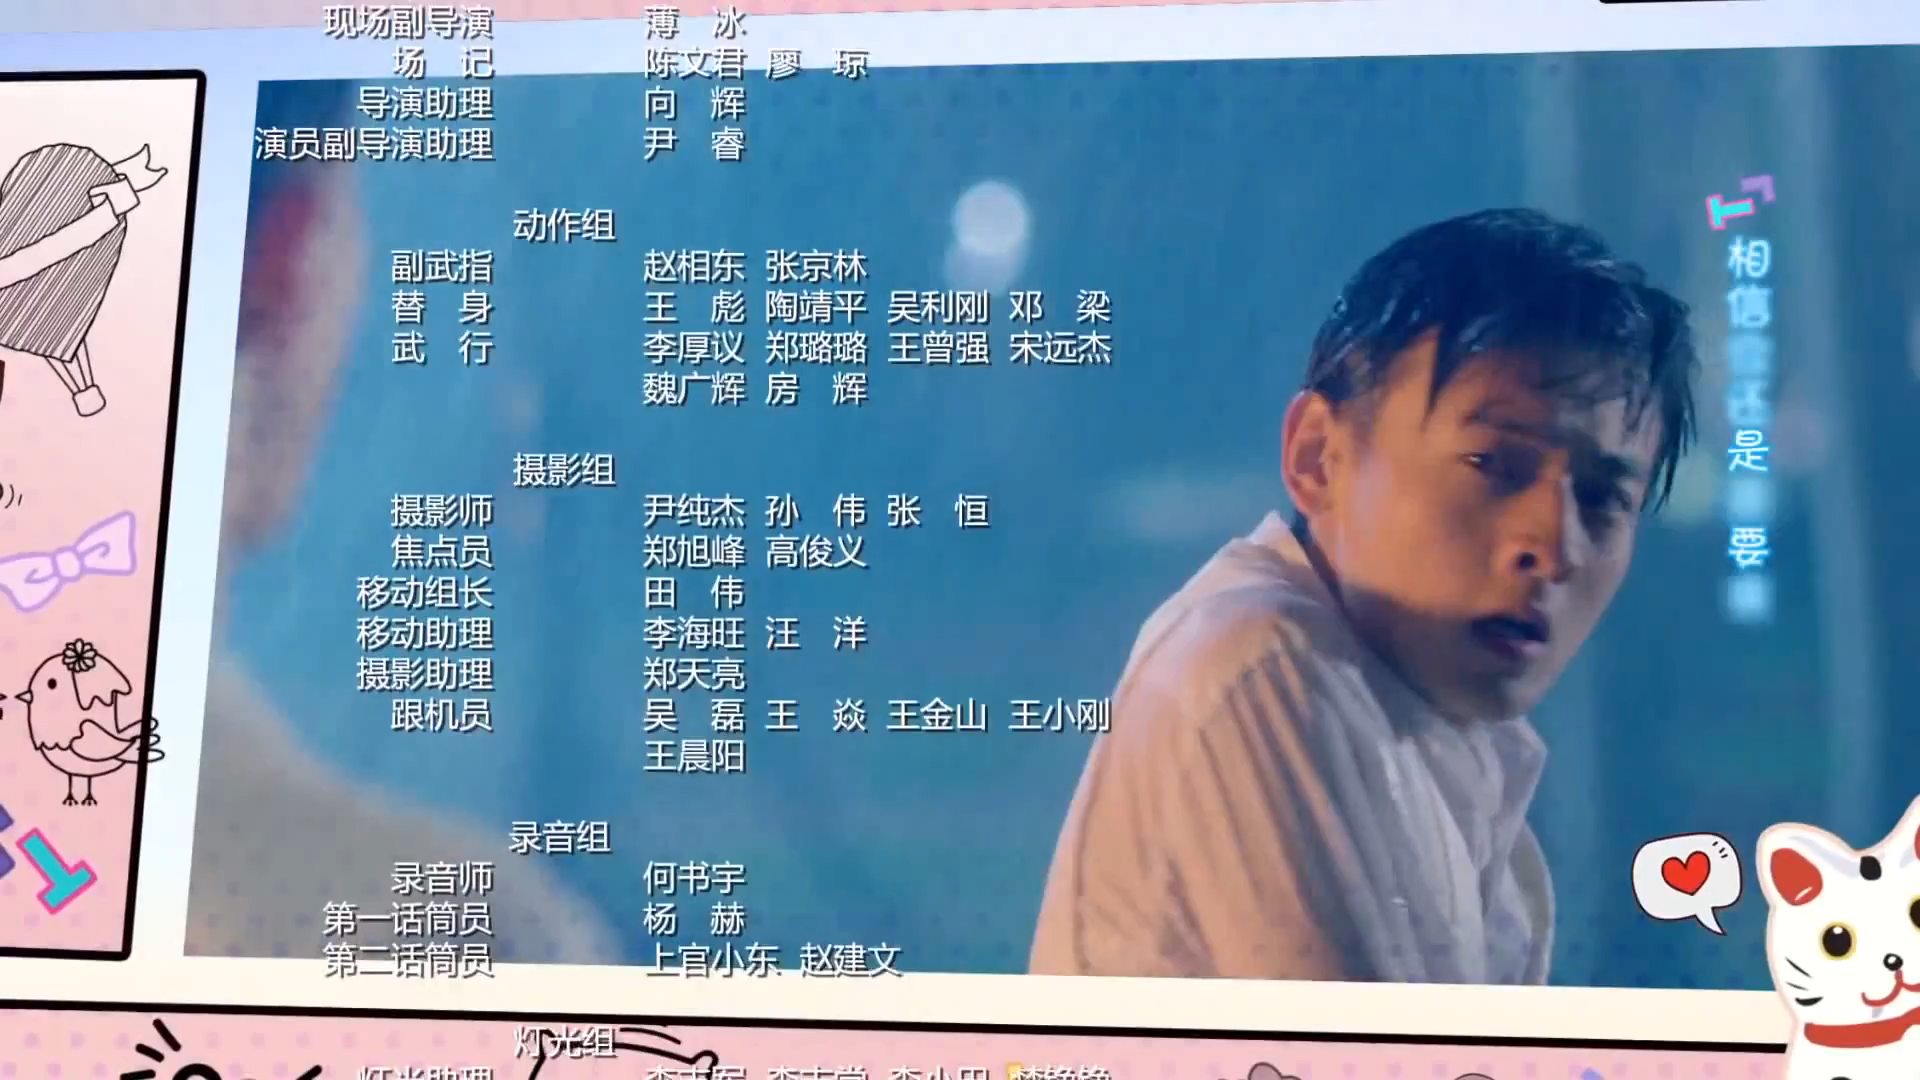 现场副导演 薄 冰
场 记 陈文君 廖 琼
导演助理 向 辉
演员副导演助理 尹 睿
动作组
副武指 赵相东 张京林
替 身 王 彪 陶靖平 吴利刚 邓 梁
武 行 李厚议 郑璐璐 王曾强 宋远杰
魏广辉 房 辉
摄影组
摄影师 尹纯杰 孙 伟 张 恒
焦点员 郑旭峰 高俊义
移动组长 田 伟
移动助理 李海旺 汪 洋
摄影助理 郑天亮
跟机员 吴 磊 王 焱 王金山 王小刚
王晨阳
录音组
录音师 何书宇
第一话筒员 杨 赫
第二话筒员 上官小东 赵建文
灯光组
灯光助理
相信 还是 要